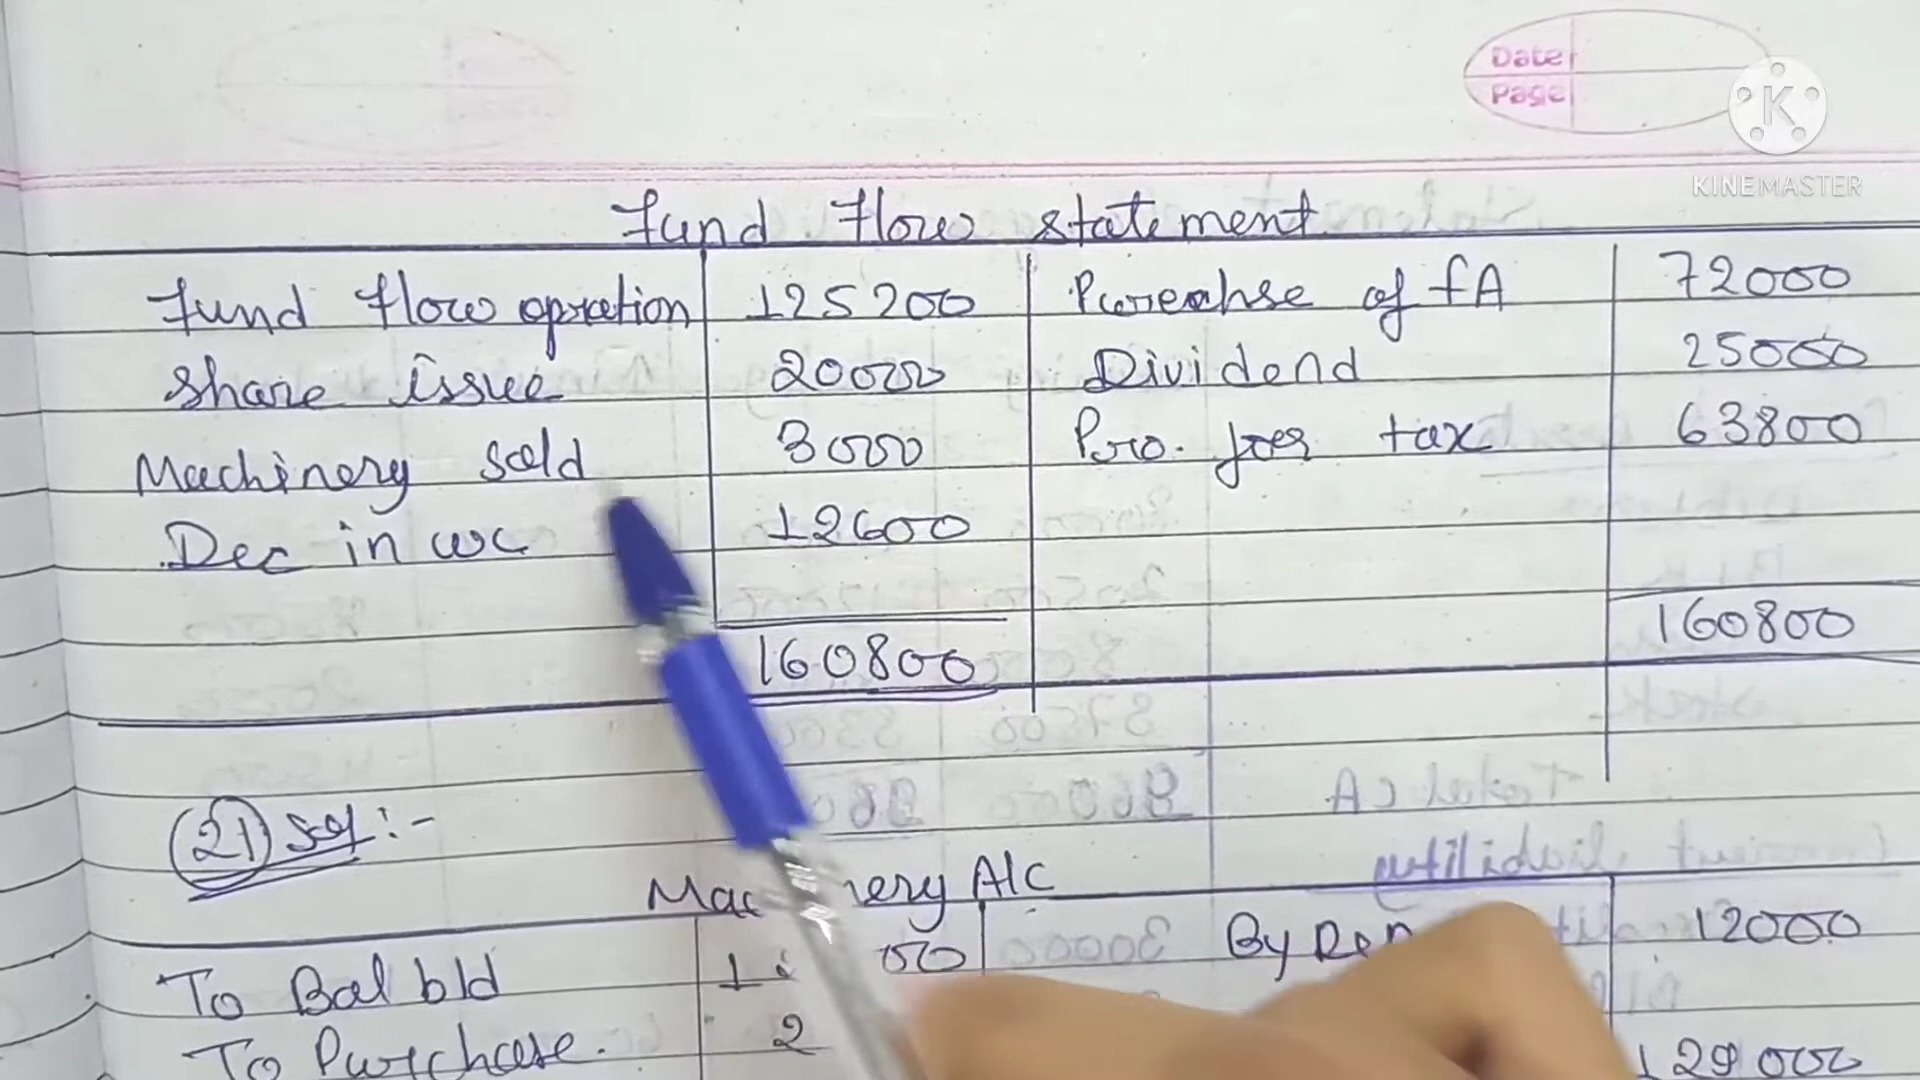 Date
Page
KINEMASTER
Fund Flow statement
Fund Flow opration 125200 Purcahse of FA 72000
Share issue 20000 Dividend 25000
Machinery sold 3000 Pro. for tax 63800
Dec in wc 12600
160800 160800
21 Sol :-
A/C
To Bal b/d By 12000
To Purchase. 2 129000